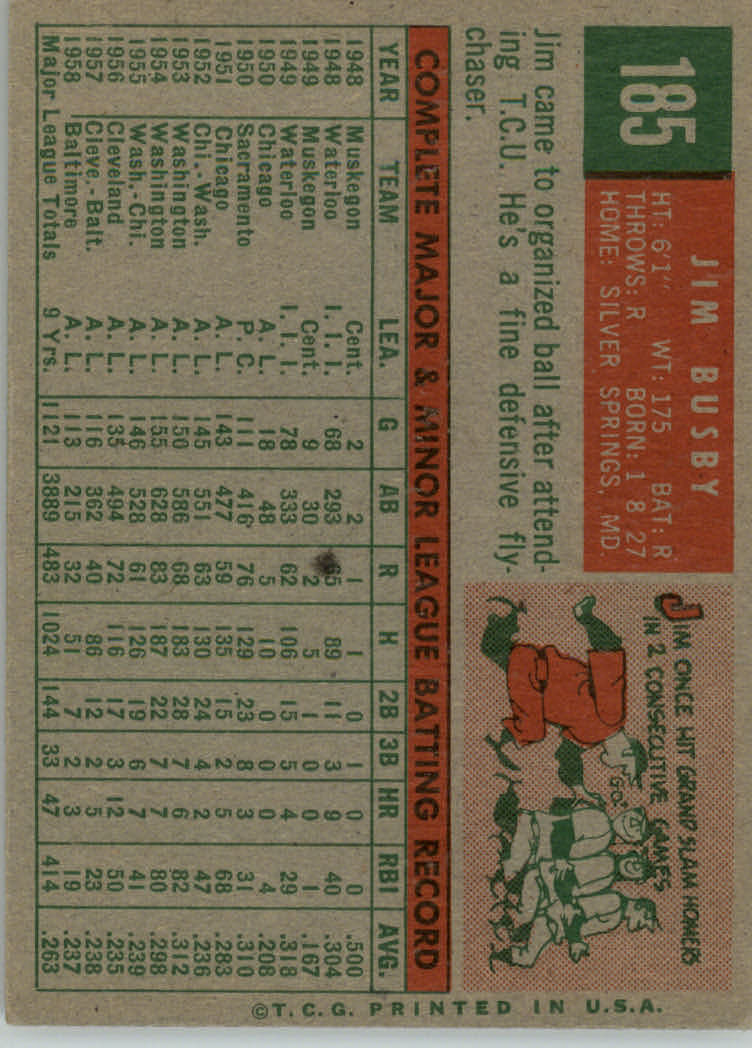 185
JIM BUSBY
HT: 6'1" WT: 175 BAT: R
THROWS: R BORN: 1 8 27
HOME: SILVER SPRINGS, MD.
JIM ONCE HIT GRAND SLAM HOMERS
IN 2 CONSECUTIVE GAMES
"GO"
Jim came to organized ball after attend-
ing T.C.U. He's a fine defensive fly-
chaser.
COMPLETE MAJOR & MINOR LEAGUE BATTING RECORD
YEAR TEAM LEA. G AB R H 2B 3B HR RBI AVG.
1948 Muskegon Cent. 2 2 1 1 0 1 0 0 .500
1948 Waterloo I. I. I. 68 293 65 89 11 3 9 40 .304
1949 Muskegon Cent. 9 30 2 5 1 0 0 1 .167
1949 Waterloo I. I. I. 78 333 62 106 15 5 4 29 .318
1950 Chicago A. L. 18 48 5 10 0 0 0 4 .208
1950 Sacramento P. C. 111 416 76 129 23 8 3 31 .310
1951 Chicago A. L. 143 477 59 135 15 2 5 68 .283
1952 Chi.-Wash. A. L. 145 551 63 130 24 4 2 47 .236
1953 Washington A. L. 150 586 68 183 28 7 6 82 .312
1954 Washington A. L. 155 628 83 187 22 7 7 80 .298
1955 Wash.-Chi. A. L. 146 528 61 126 19 6 7 41 .239
1956 Cleveland A. L. 135 494 72 116 17 3 12 50 .235
1957 Cleve.-Balt. A. L. 116 362 40 86 12 2 5 23 .238
1958 Baltimore A. L. 113 215 32 51 7 2 3 19 .237
Major League Totals 9 Yrs. 1121 3889 483 1024 144 33 47 414 .263
©T.C.G. PRINTED IN U.S.A.